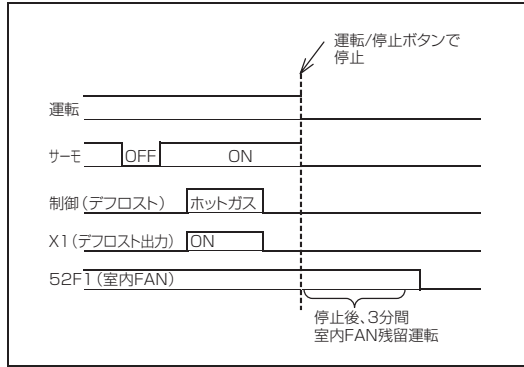 運転/停止ボタンで
停止
運転
サーモ OFF ON
制御(デフロスト) ホットガス
X1(デフロスト出力) ON
52F1(室内FAN)
停止後、3分間
室内FAN残留運転